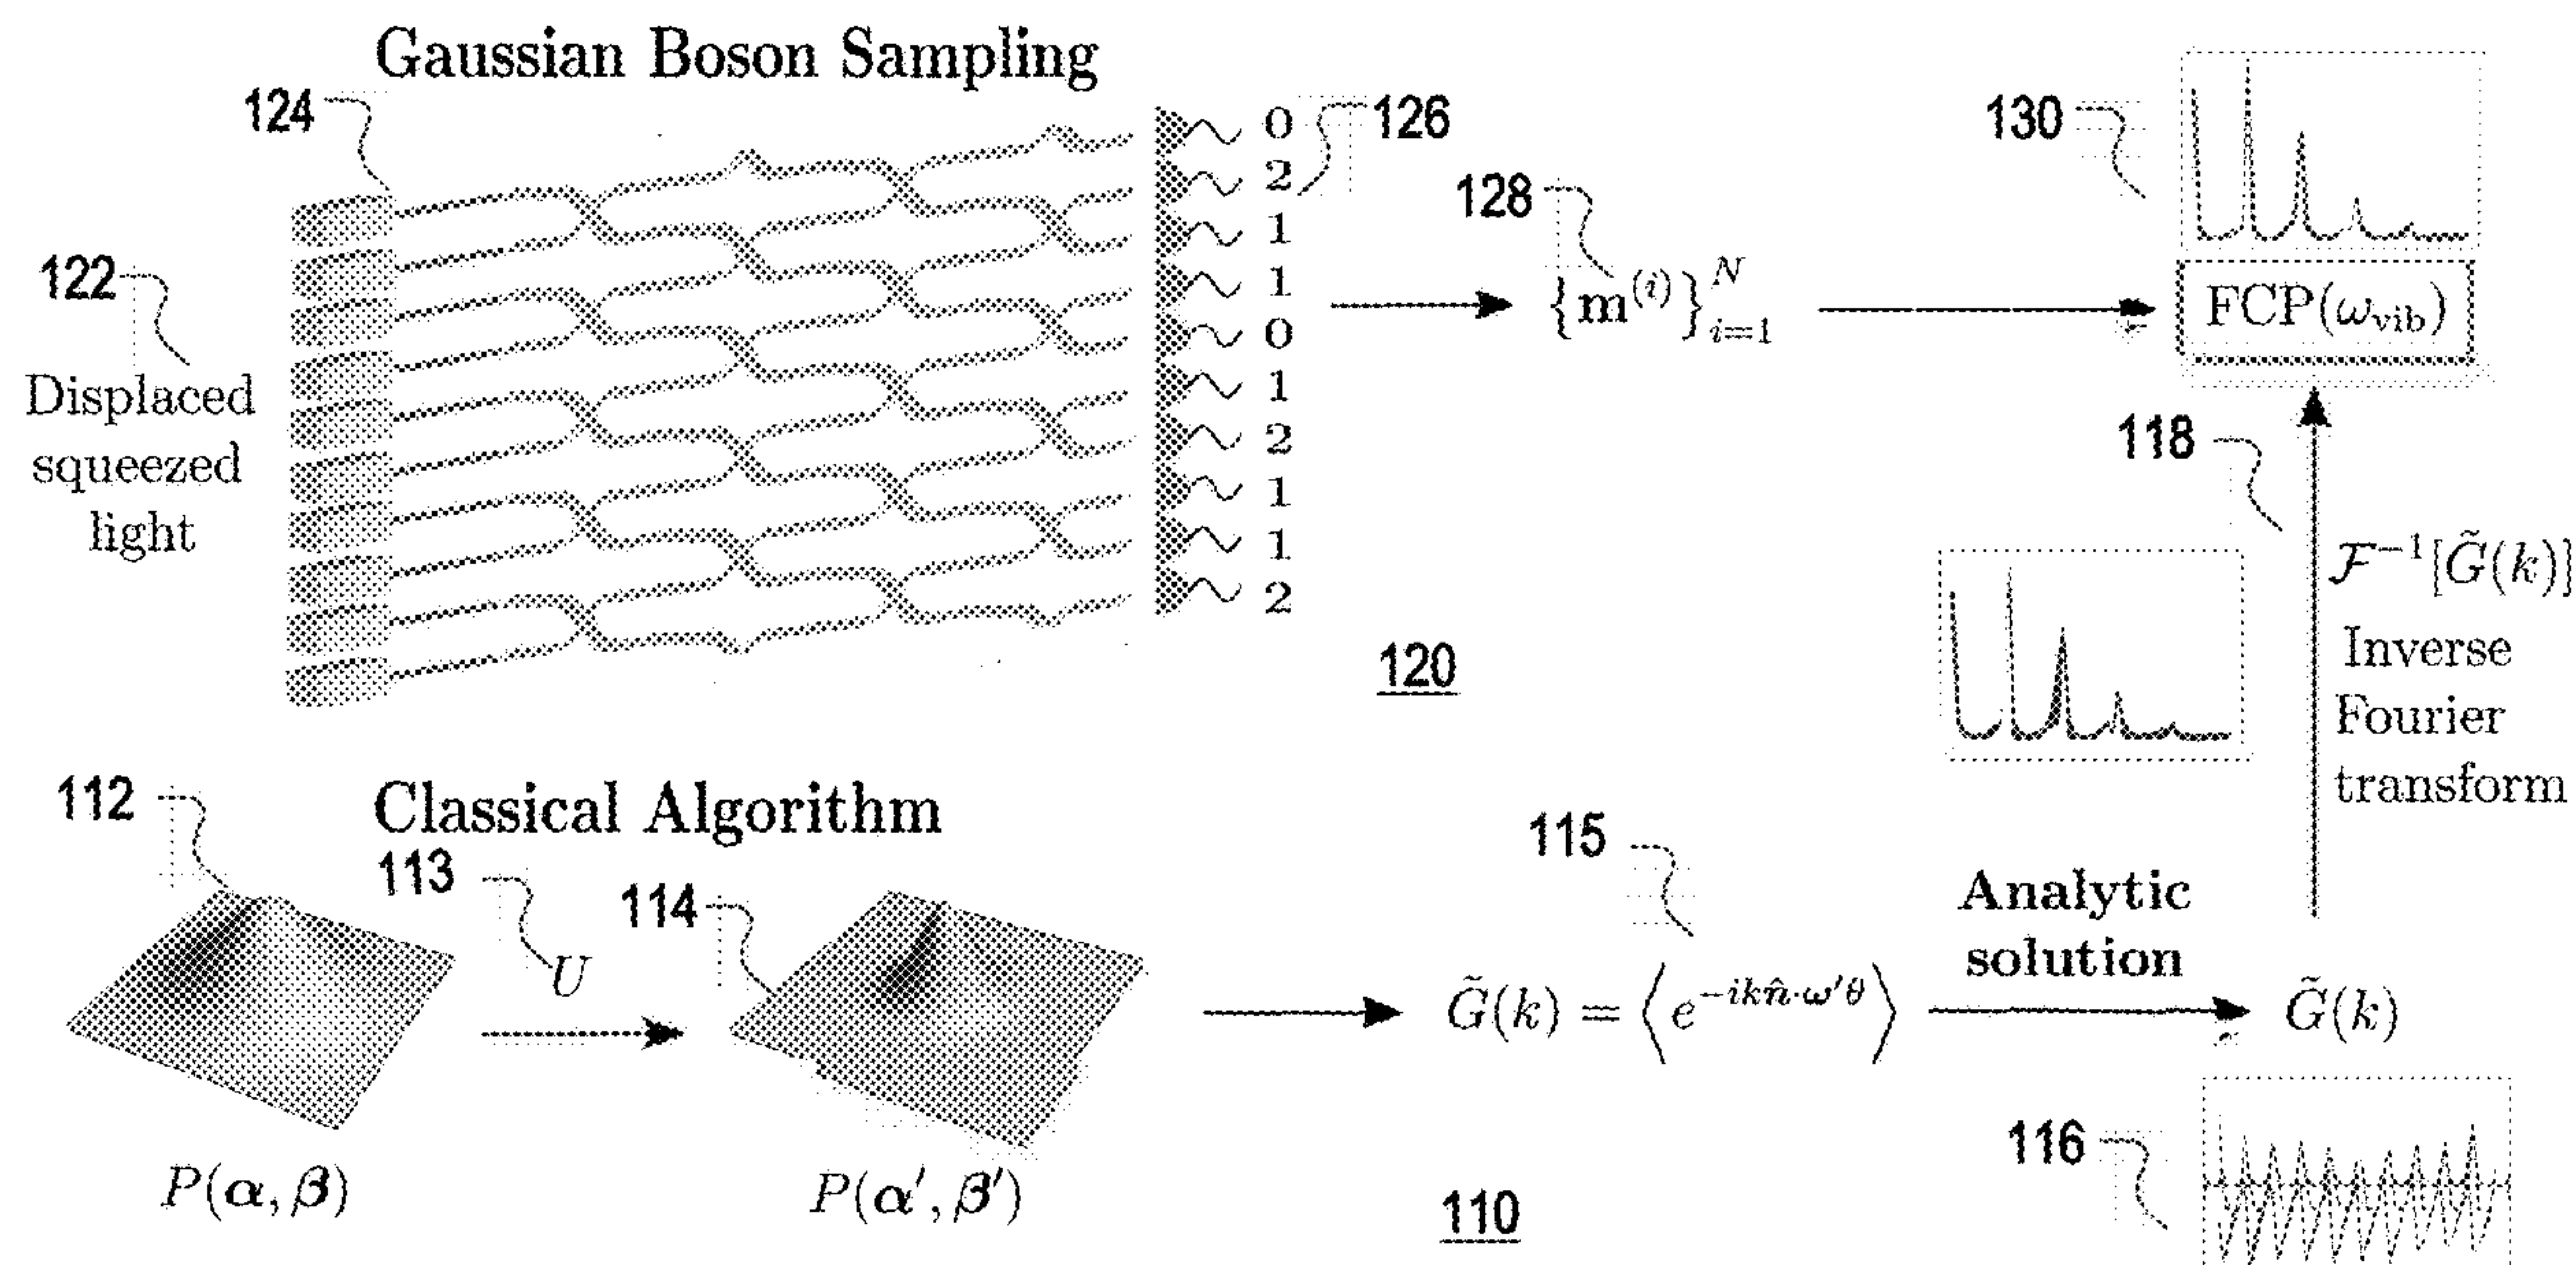 Gaussian Boson Sampling
124
122
Displaced
squeezed
light
0
2
1
1
0
1
2
1
1
2
126
128
{m^(i)}_{i=1}^N
130
FCP(ω_vib)
118
F^{-1}[G̃(k)]
Inverse
Fourier
transform
120
Classical Algorithm
112
113
U
114
P(α, β)
P(α′, β′)
115
G̃(k) = ⟨e^{-ikn̂·ω′θ}⟩
Analytic
solution
G̃(k)
116
110